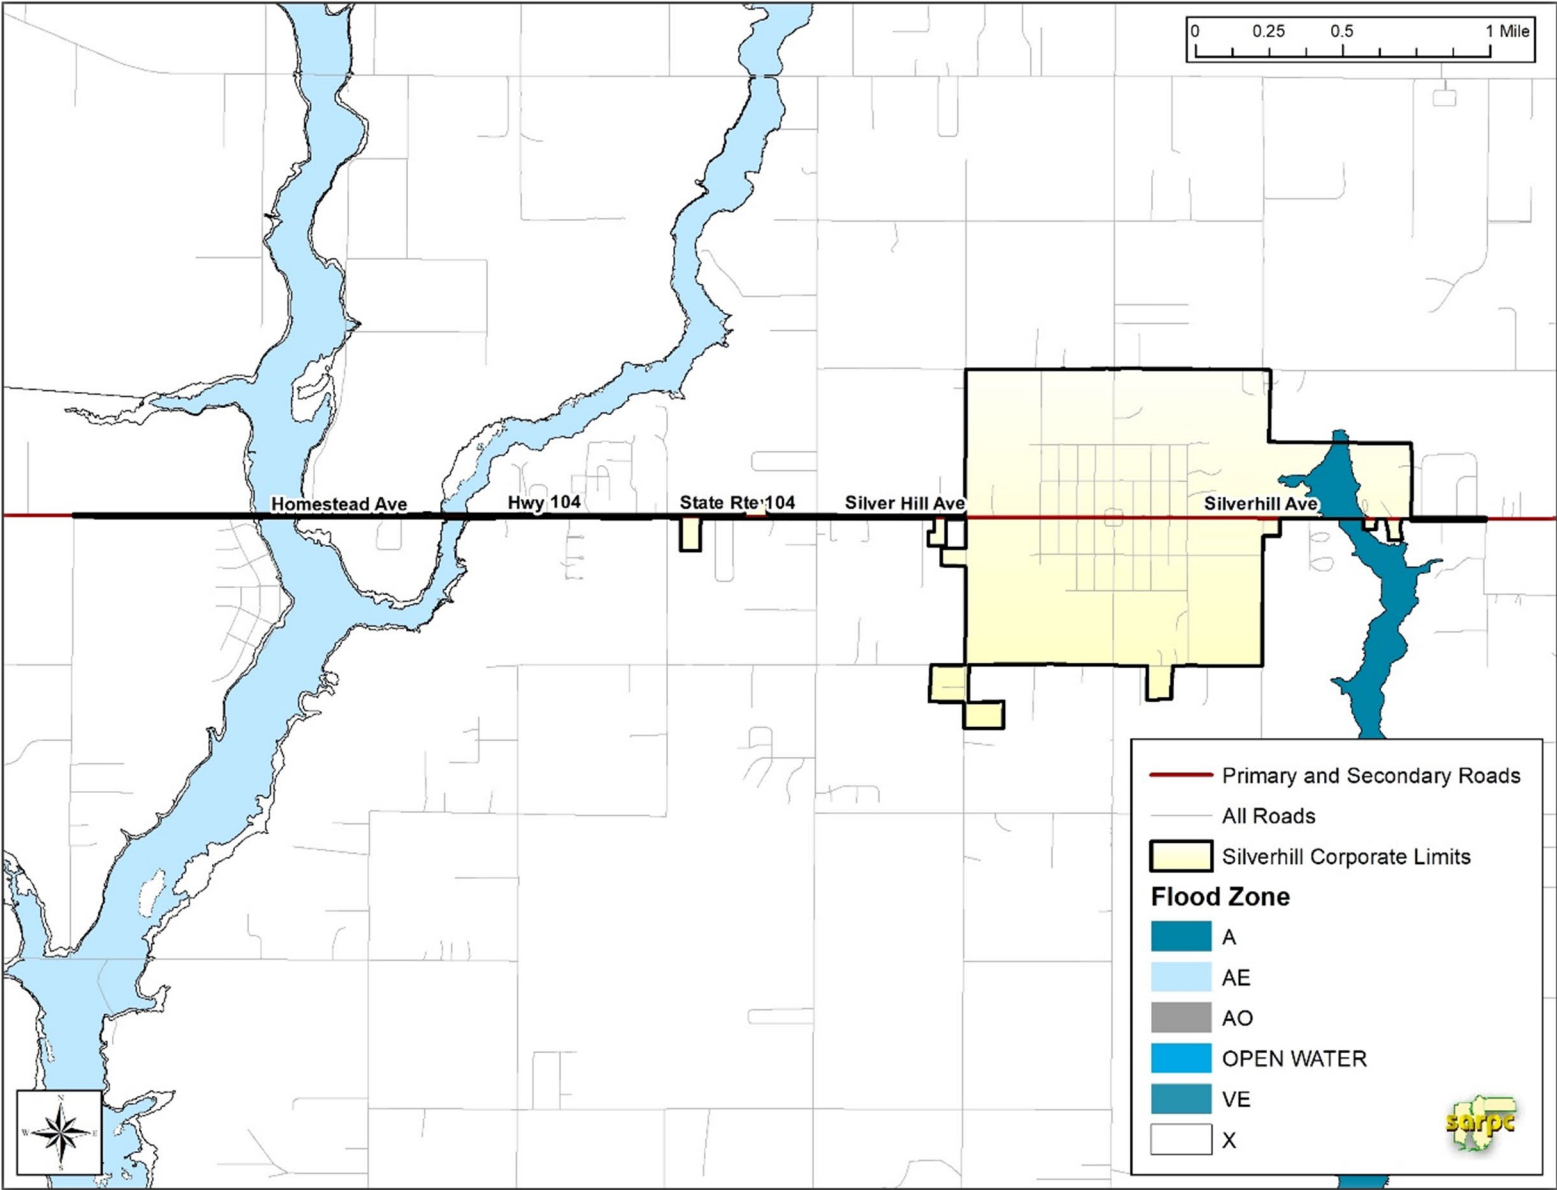 0 0.25 0.5 1 Mile
Homestead Ave Hwy 104 State Rte 104 Silver Hill Ave Silverhill Ave
Primary and Secondary Roads
All Roads
Silverhill Corporate Limits
Flood Zone
A
AE
AO
OPEN WATER
VE
X
sarpc
N
W E
S